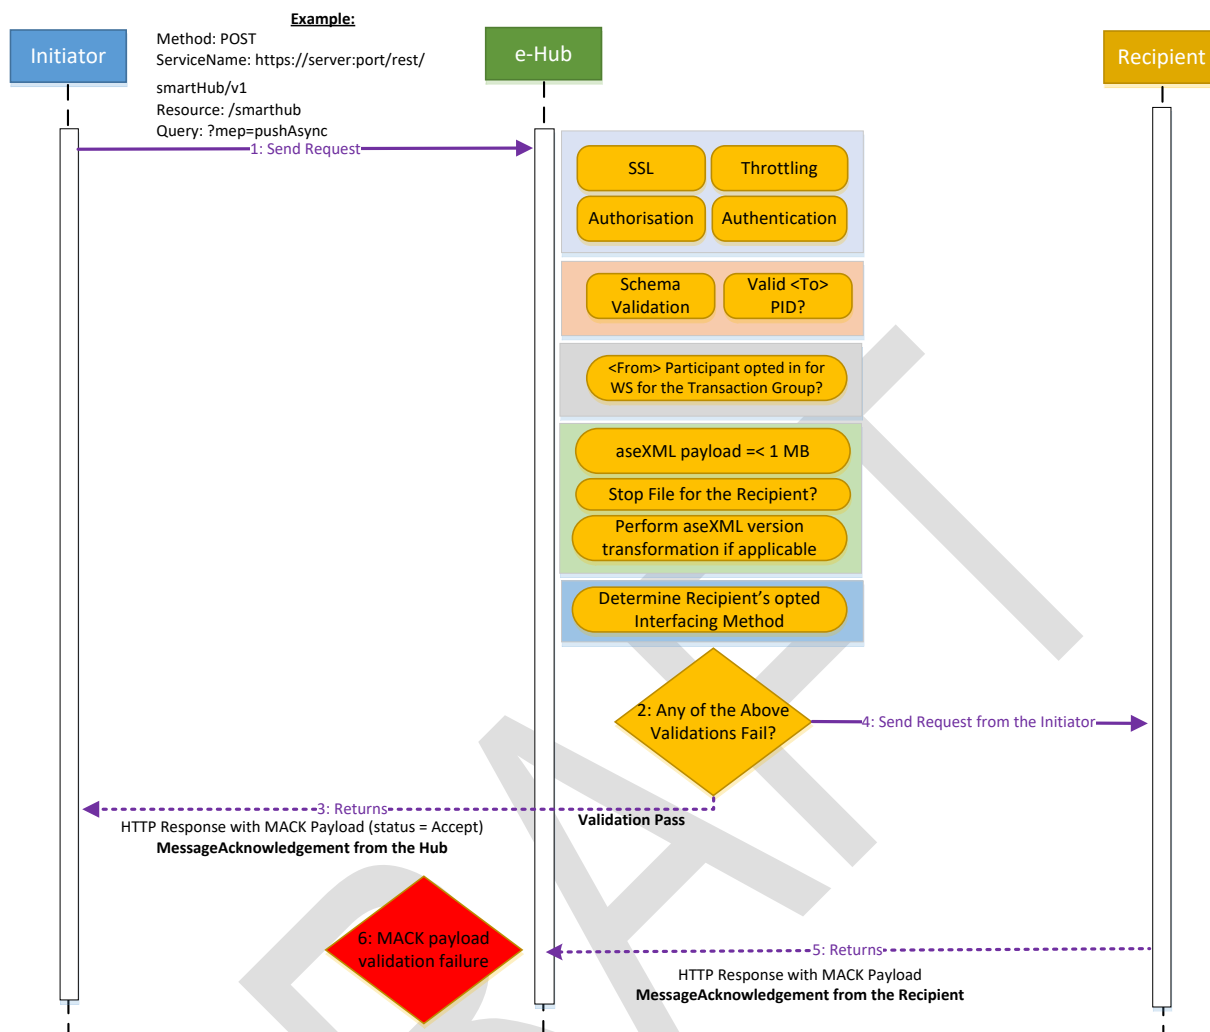 Example:
Method: POST
ServiceName: https://server:port/rest/
smartHub/v1
Resource: /smarthub
Query: ?mep=pushAsync
Initiator
e-Hub
Recipient
1: Send Request
SSL
Throttling
Authorisation
Authentication
Schema
Validation
Valid <To>
PID?
<From> Participant opted in for
WS for the Transaction Group?
aseXML payload =< 1 MB
Stop File for the Recipient?
Perform aseXML version
transformation if applicable
Determine Recipient's opted
Interfacing Method
2: Any of the Above
Validations Fail?
4: Send Request from the Initiator
3: Returns
HTTP Response with MACK Payload (status = Accept)
MessageAcknowledgement from the Hub
Validation Pass
6: MACK payload
validation failure
5: Returns
HTTP Response with MACK Payload
MessageAcknowledgement from the Recipient